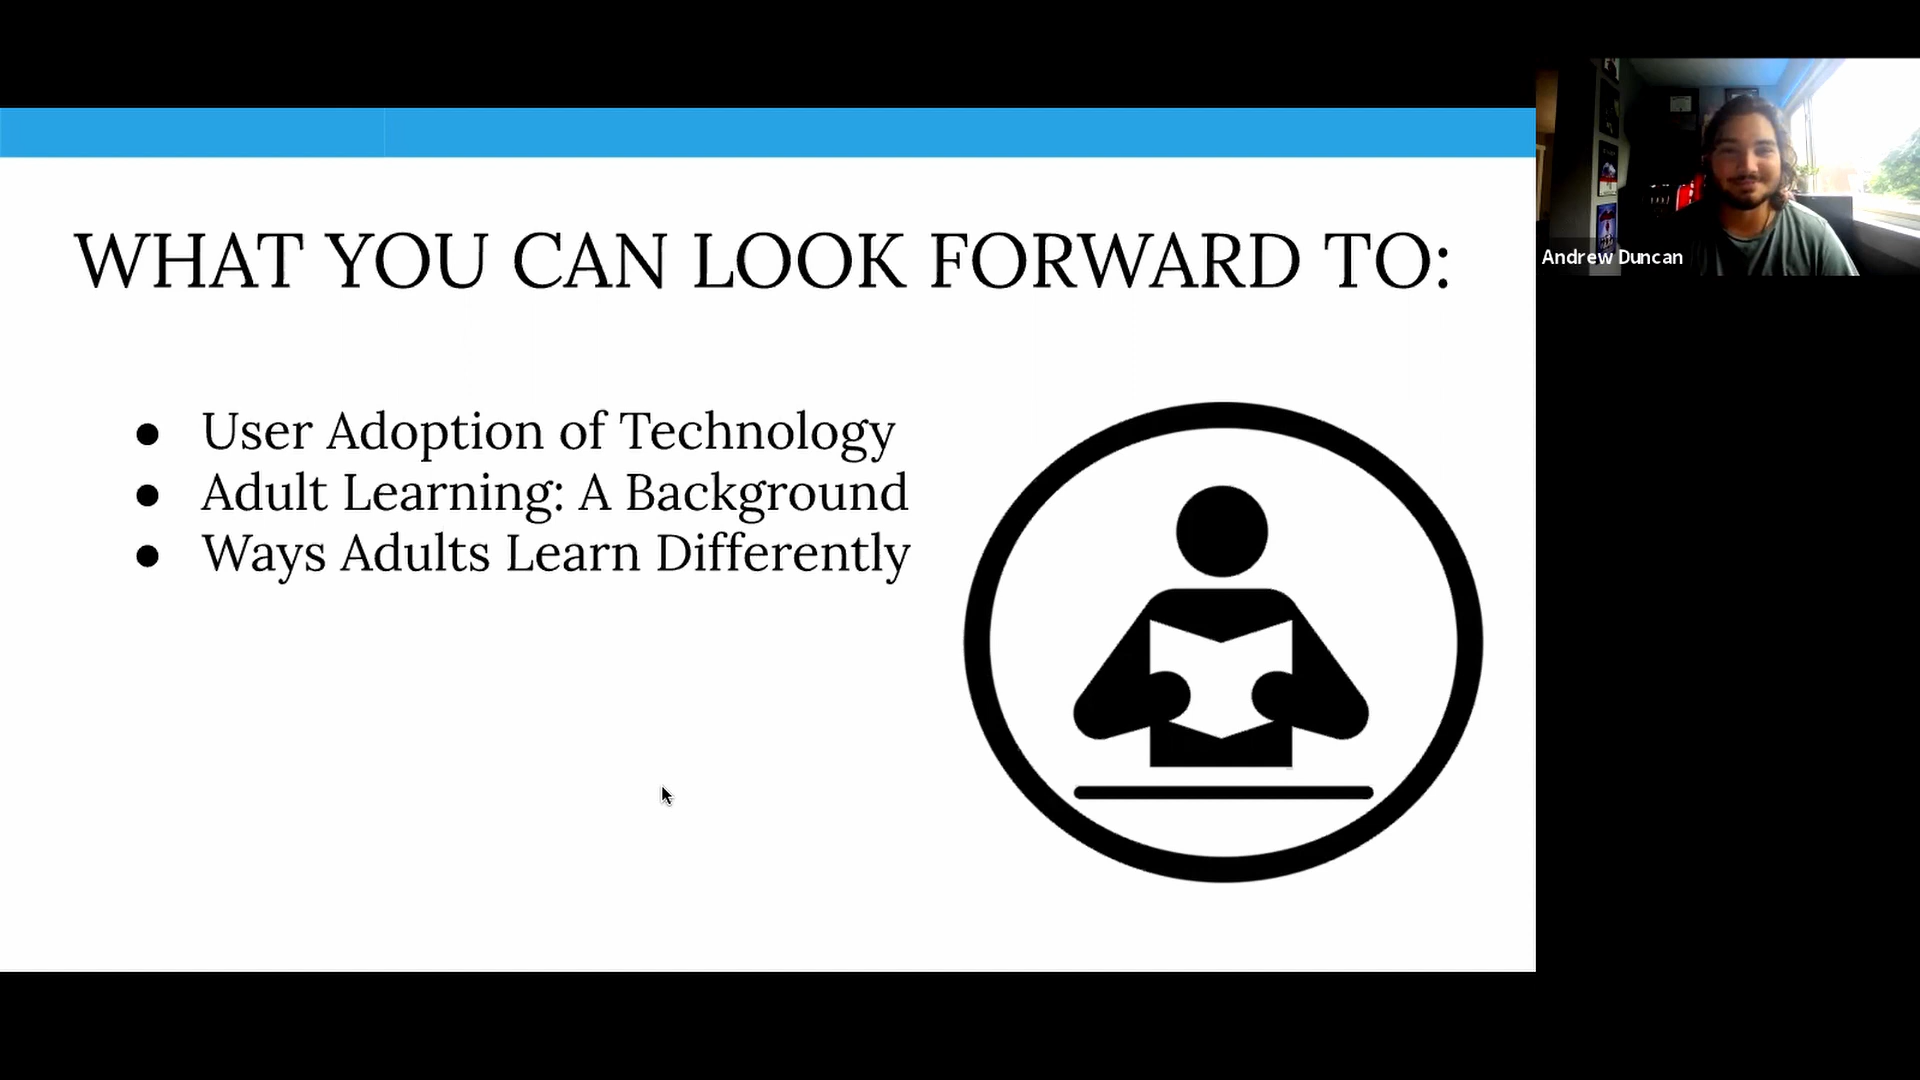 WHAT YOU CAN LOOK FORWARD TO:
● User Adoption of Technology
● Adult Learning: A Background
● Ways Adults Learn Differently
Andrew Duncan